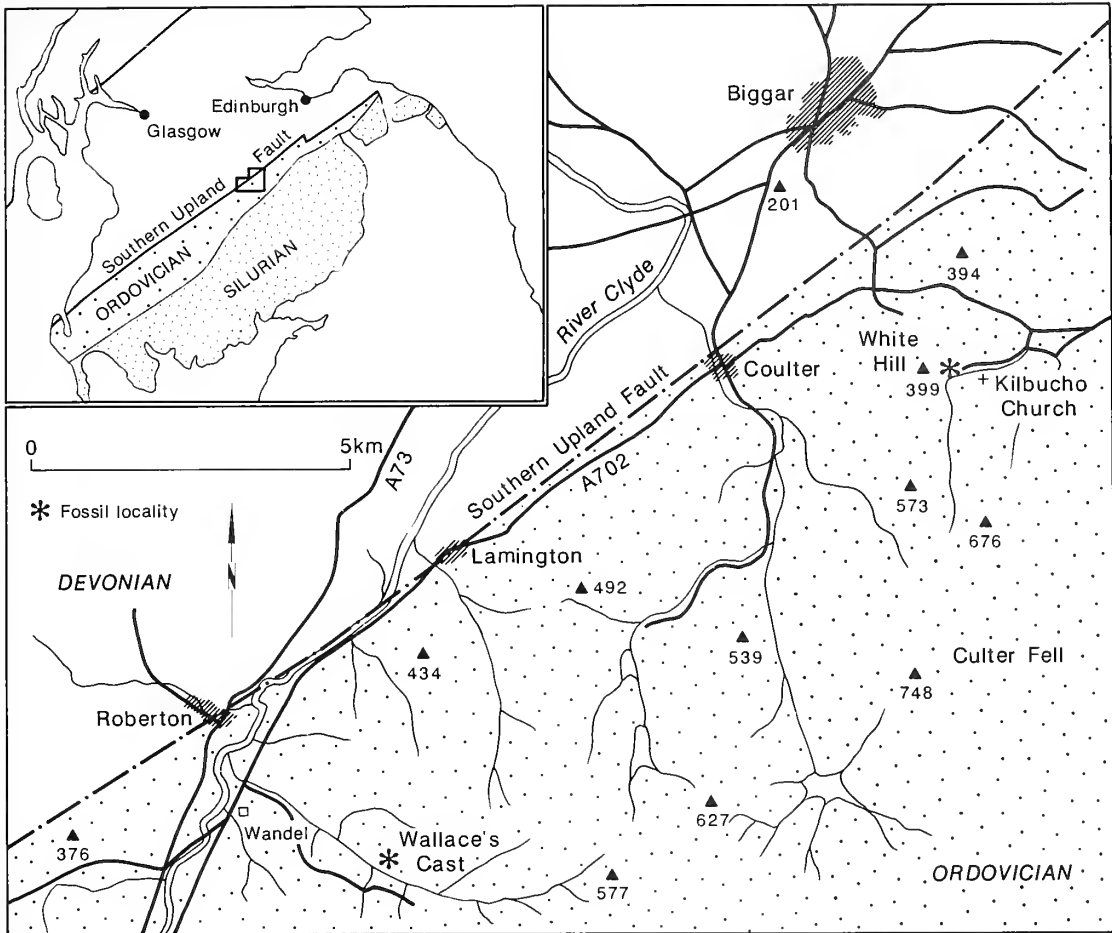 Edinburgh
Glasgow
Southern Upland Fault
ORDOVICIAN
SILURIAN
Biggar
201
394
River Clyde
White
Hill
399
Kilbucho
Church
Coulter
0 5km
A73
Southern Upland Fault
A702
Fossil locality
573
676
Lamington
DEVONIAN
N
492
434
539
Culter Fell
748
Roberton
627
Wandel
Wallace's
Cast
376
577
ORDOVICIAN